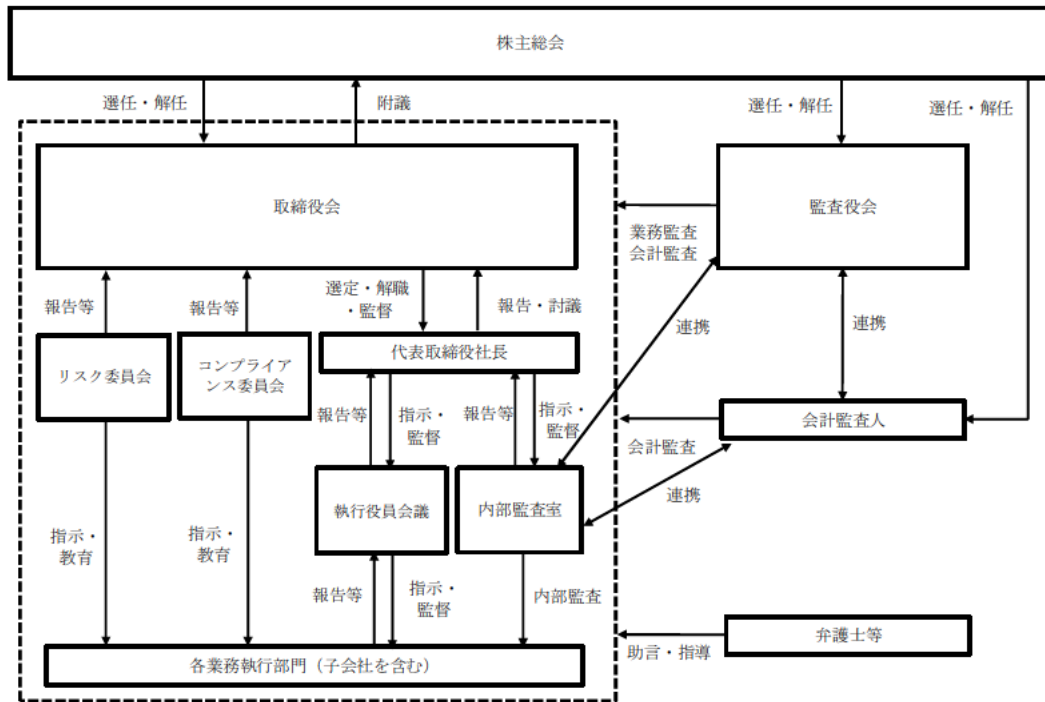 株主総会
選任・解任
附議
選任・解任
選任・解任
取締役会
監査役会
業務監査
会計監査
報告等
報告等
選定・解職
・監督
報告・討議
連携
連携
リスク委員会
コンプライア
ンス委員会
代表取締役社長
報告等
指示・
監督
報告等
指示・
監督
会計監査人
会計監査
連携
執行役員会議
内部監査室
指示・
教育
指示・
教育
報告等
指示・
監督
内部監査
弁護士等
助言・指導
各業務執行部門（子会社を含む）